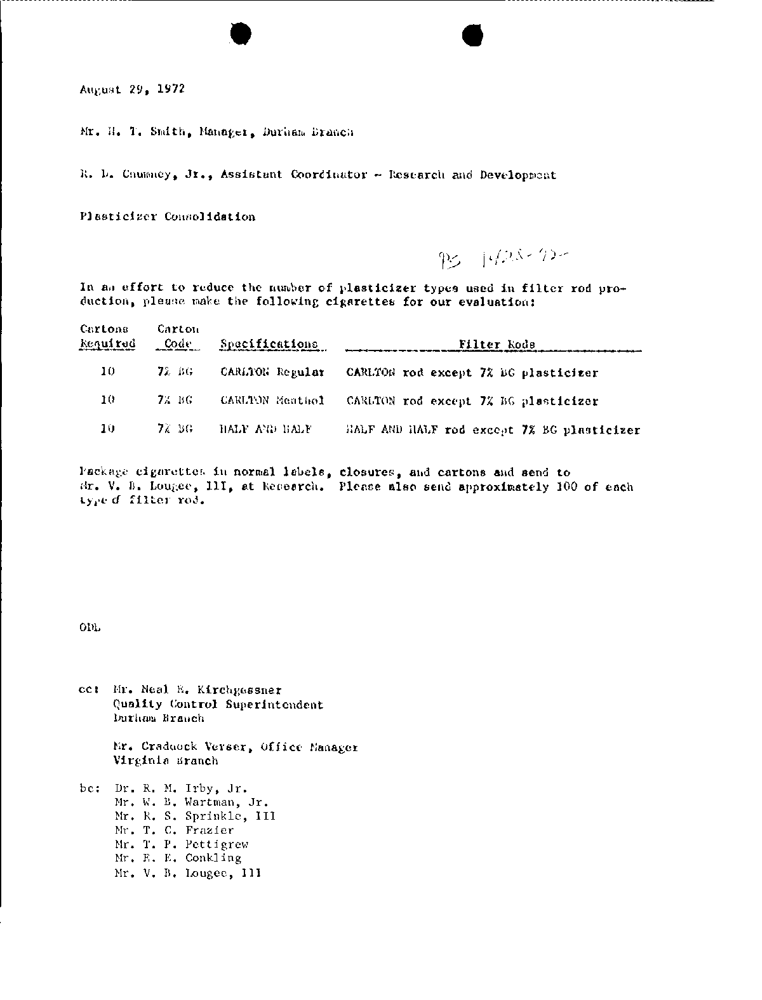 August 29, 1972
Mr. H. T. Smith, Manager, Durham Branch
R. L. Chumney, Jr., Assistant Coordinator - Research and Development
Plasticizer Consolidation
In an effort to reduce the number of plasticizer types used in filter rod pro-
duction, please make the following cigarettes for our evaluation:
Cartons Carton
Required Code Specifications Filter Rods
10 7% BG CARLTON Regular CARLTON rod except 7% BG plasticizer
10 7% BG CARLTON Menthol CARLTON rod except 7% BG plasticizer
10 7% BG HALF AND HALF HALF AND HALF rod except 7% BG plasticizer
Package cigarettes in normal labels, closures, and cartons and send to
Mr. V. B. Lougee, III, at Research. Please also send approximately 100 of each
type of filter rod.
ODL
cc: Mr. Neal R. Kirchgessner
Quality Control Superintendent
Durham Branch
Mr. Craddock Verser, Office Manager
Virginia Branch
bc: Dr. R. M. Irby, Jr.
Mr. W. B. Wartman, Jr.
Mr. R. S. Sprinkle, III
Mr. T. C. Frazier
Mr. T. P. Pettigrew
Mr. E. E. Conkling
Mr. V. B. Lougee, III